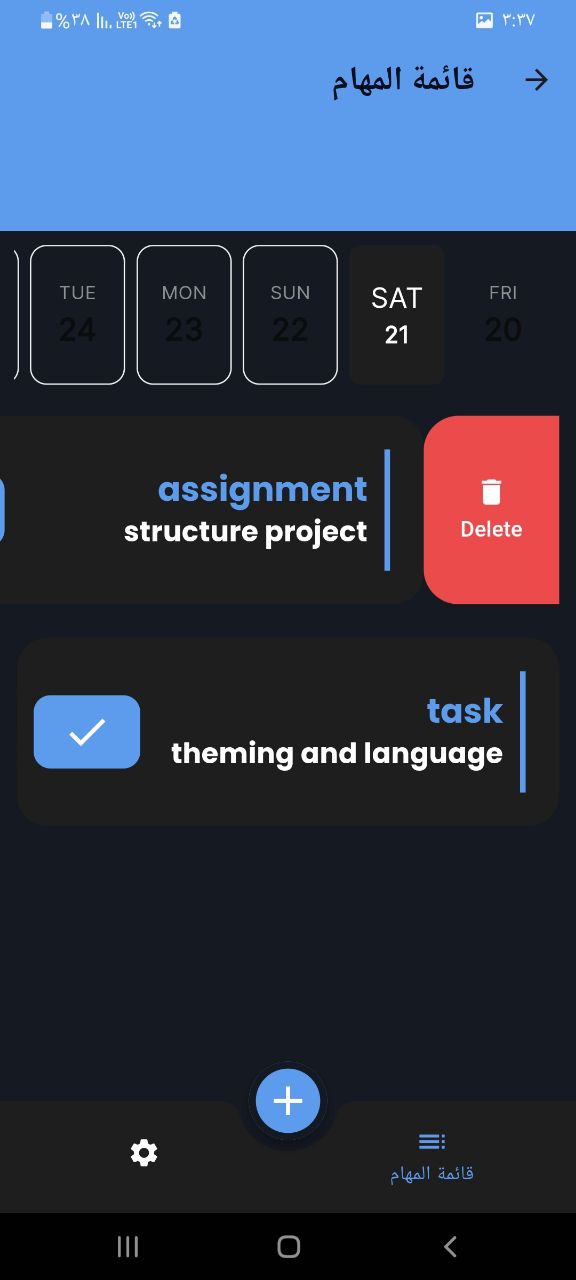 ٣:٣٧
%٣٨
Vo))
LTE1
قائمة المهام
FRI
20
SAT
21
SUN
22
MON
23
TUE
24
Delete
assignment
structure project
task
theming and language
قائمة المهام